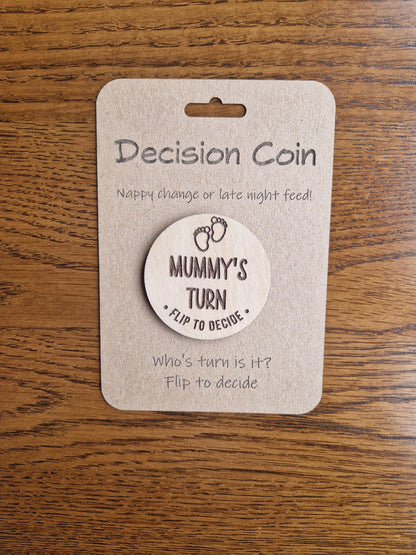 Decision Coin
Nappy change or late night feed!
MUMMY'S
TURN
• FLIP TO DECIDE •
Who's turn is it?
Flip to decide